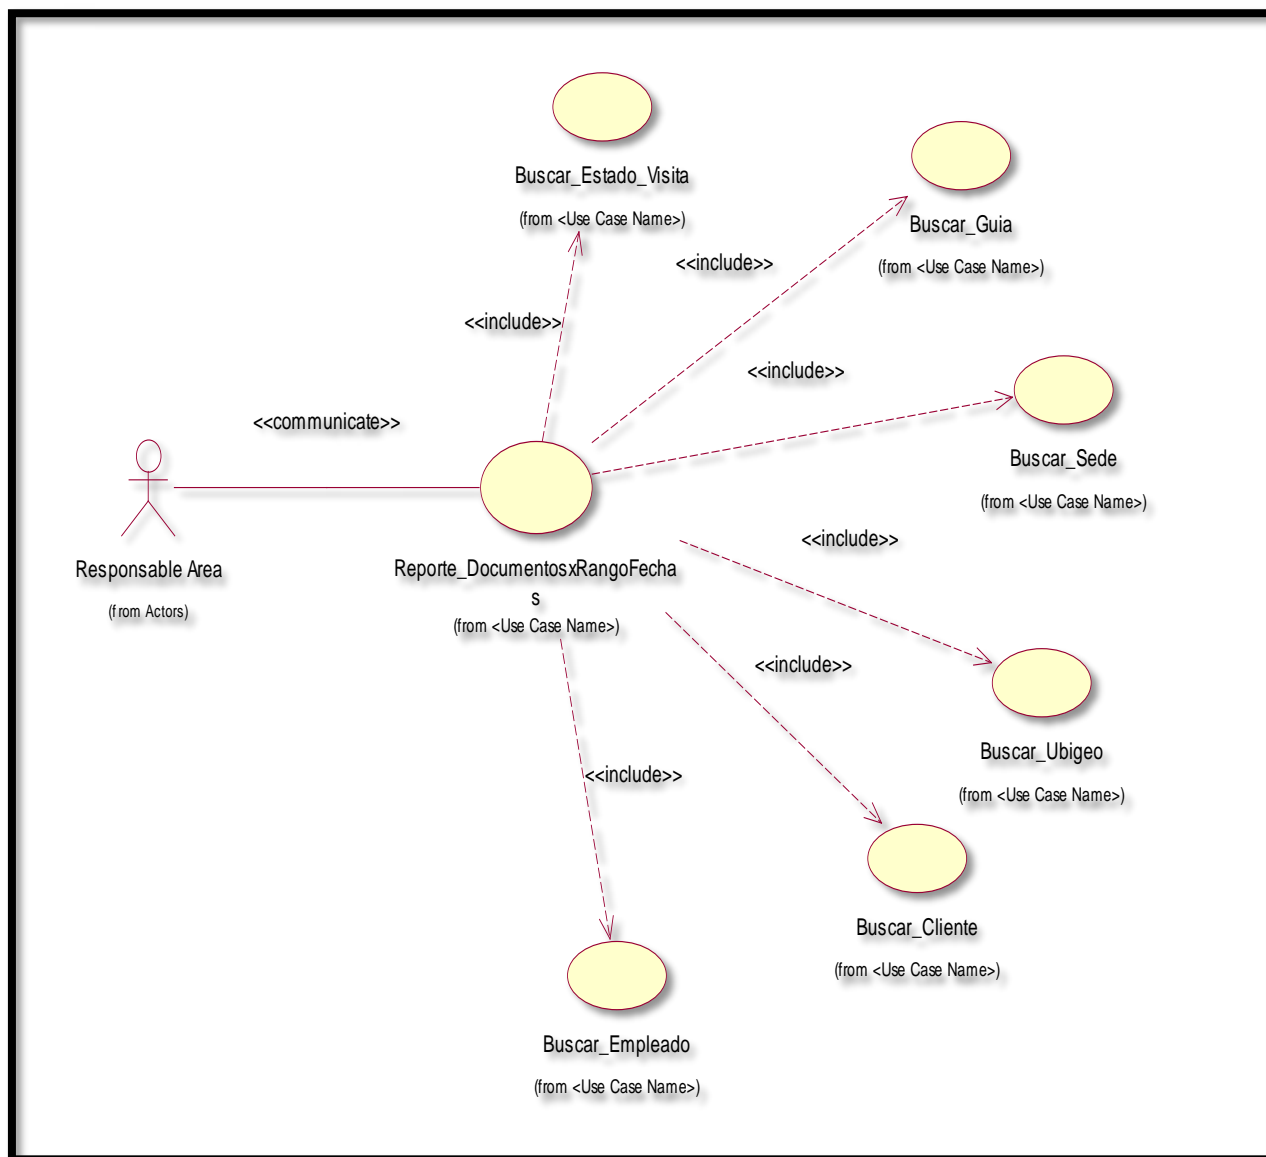 Buscar_Estado_Visita
(from <Use Case Name>)
Buscar_Guia
(from <Use Case Name>)
<<include>>
<<include>>
<<include>>
Buscar_Sede
(from <Use Case Name>)
<<communicate>>
Responsable Area
(from Actors)
Reporte_DocumentosxRangoFecha
s
(from <Use Case Name>)
<<include>>
<<include>>
Buscar_Ubigeo
(from <Use Case Name>)
<<include>>
Buscar_Cliente
(from <Use Case Name>)
Buscar_Empleado
(from <Use Case Name>)